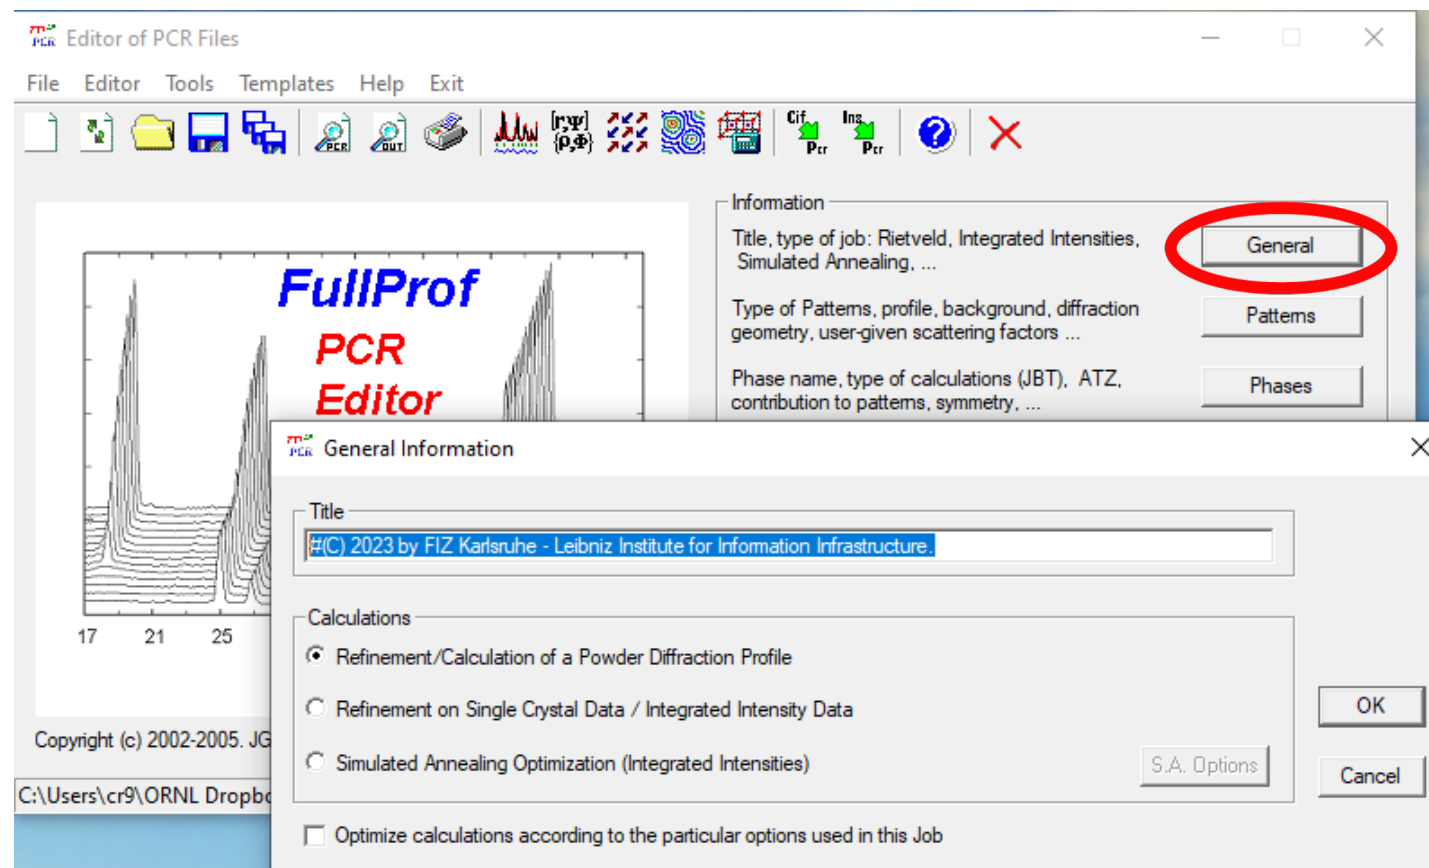 PCR Editor of PCR Files
File Editor Tools Templates Help Exit
PCR OUT [r,Ψ] {ρ,Φ} Cif Pcr Ins Pcr ?
Information
Title, type of job: Rietveld, Integrated Intensities,
Simulated Annealing, ...
General
Type of Patterns, profile, background, diffraction
geometry, user-given scattering factors ...
Patterns
Phase name, type of calculations (JBT), ATZ,
contribution to patterns, symmetry, ...
Phases
FullProf
PCR
Editor
17 21 25
Copyright (c) 2002-2005. JG
C:\Users\cr9\ORNL Dropbo
PCR General Information
Title
#(C) 2023 by FIZ Karlsruhe - Leibniz Institute for Information Infrastructure.
Calculations
Refinement/Calculation of a Powder Diffraction Profile
Refinement on Single Crystal Data / Integrated Intensity Data
Simulated Annealing Optimization (Integrated Intensities)
S.A. Options
OK
Cancel
Optimize calculations according to the particular options used in this Job